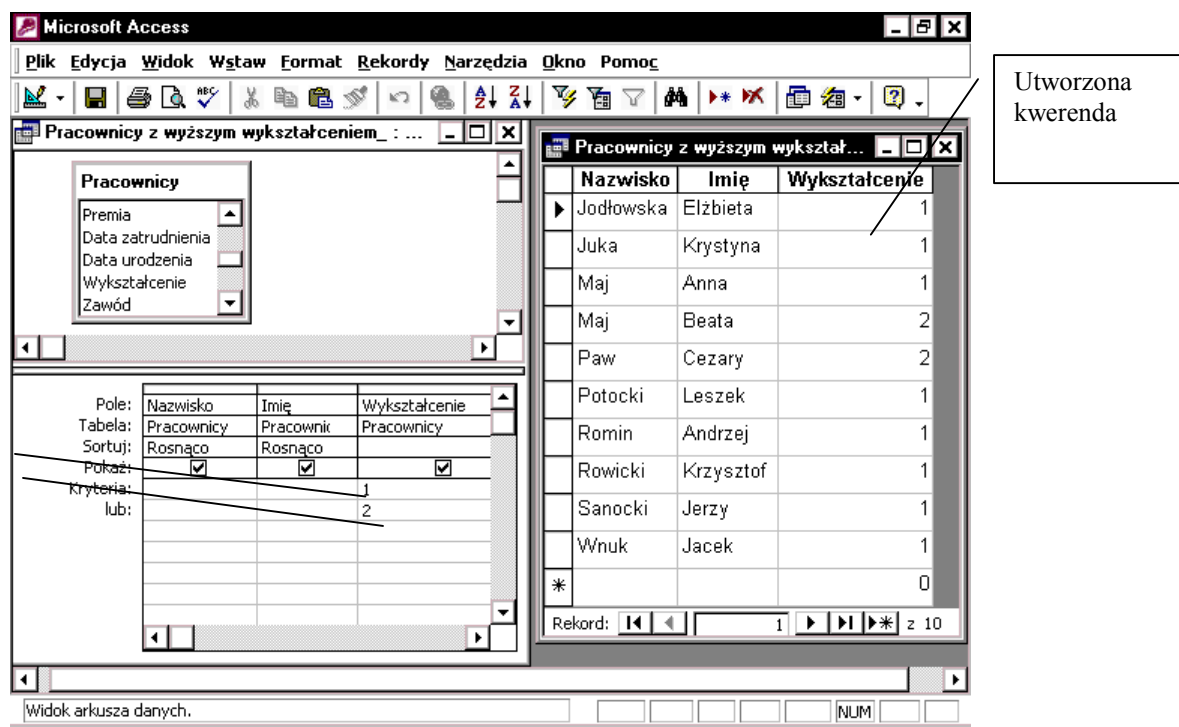 Microsoft Access
Plik Edycja Widok Wstaw Format Rekordy Narzędzia Okno Pomoc
Utworzona
kwerenda
Pracownicy z wyższym wykształceniem_ : ...
Pracownicy
Premia
Data zatrudnienia
Data urodzenia
Wykształcenie
Zawód
Pole: Nazwisko Imię Wykształcenie
Tabela: Pracownicy Pracownic Pracownicy
Sortuj: Rosnąco Rosnąco
Pokaż:
Kryteria: 1
lub: 2
Pracownicy z wyższym wykształ...
Nazwisko Imię Wykształcenie
Jodłowska Elżbieta 1
Juka Krystyna 1
Maj Anna 1
Maj Beata 2
Paw Cezary 2
Potocki Leszek 1
Romin Andrzej 1
Rowicki Krzysztof 1
Sanocki Jerzy 1
Wnuk Jacek 1
0
Rekord: 1 z 10
Widok arkusza danych.
NUM